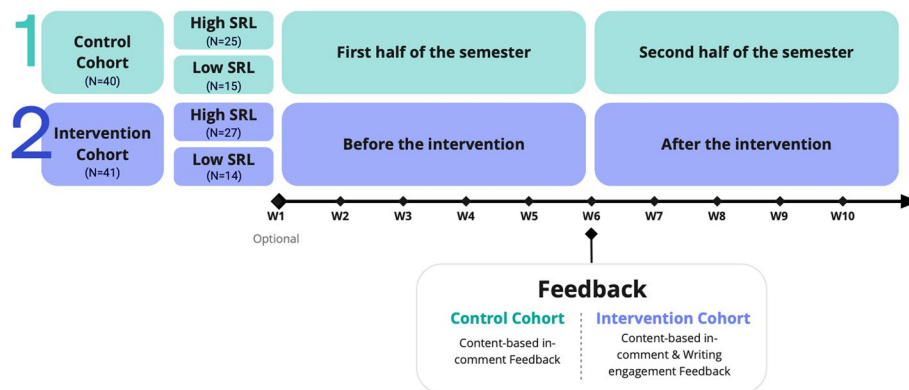 1
Control
Cohort
(N=40)
High SRL
(N=25)
Low SRL
(N=15)
First half of the semester
Second half of the semester
2
Intervention
Cohort
(N=41)
High SRL
(N=27)
Low SRL
(N=14)
Before the intervention
After the intervention
W1 W2 W3 W4 W5 W6 W7 W8 W9 W10
Optional
Feedback
Control Cohort
Content-based in-
comment Feedback
Intervention Cohort
Content-based in-
comment & Writing
engagement Feedback